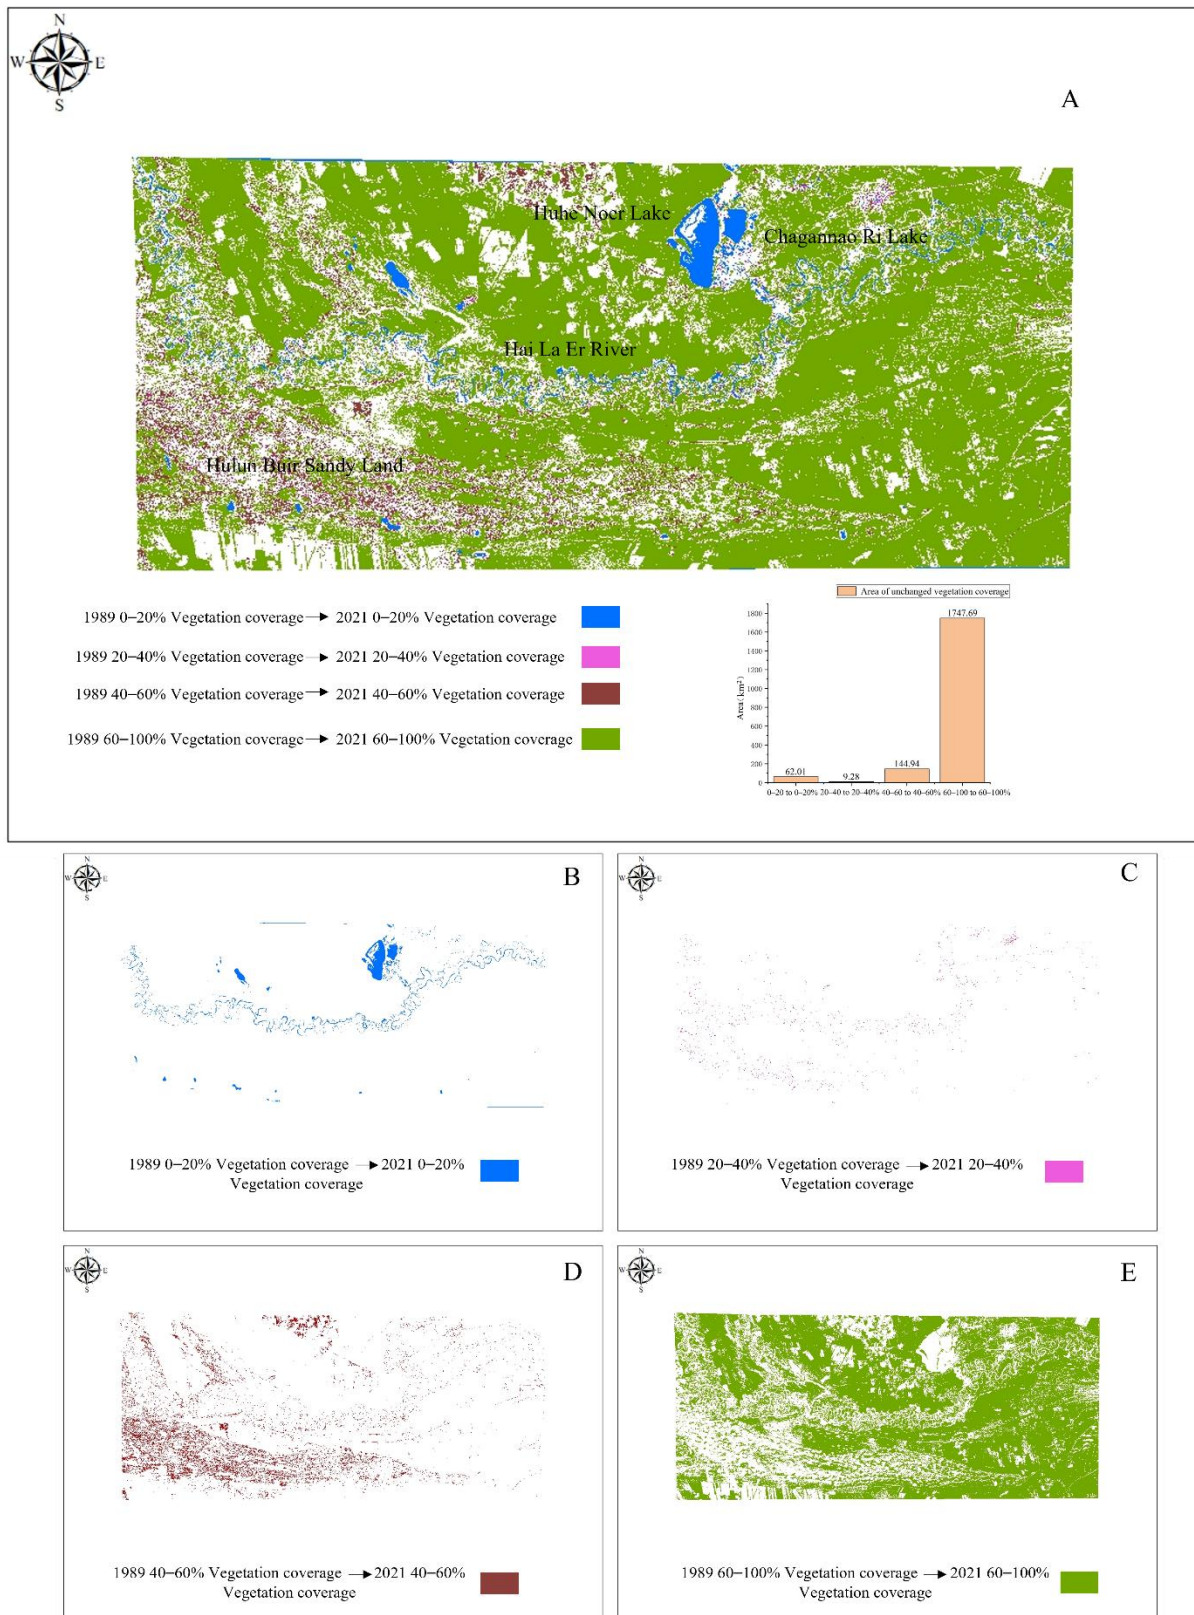 N
W E
S
A
Huhe Noer Lake
Chagannao Ri Lake
Hai La Er River
Hulun Buir Sandy Land
1989 0–20% Vegetation coverage → 2021 0–20% Vegetation coverage
1989 20–40% Vegetation coverage → 2021 20–40% Vegetation coverage
1989 40–60% Vegetation coverage → 2021 40–60% Vegetation coverage
1989 60–100% Vegetation coverage → 2021 60–100% Vegetation coverage
Area of unchanged vegetation coverage
Area(km²)
1800
1600
1400
1200
1000
800
600
400
200
0
62.01
9.28
144.94
1747.69
0–20 to 0–20% 20–40 to 20–40% 40–60 to 40–60% 60–100 to 60–100%
N
W E
S
B
1989 0–20% Vegetation coverage → 2021 0–20%
Vegetation coverage
N
W E
S
C
1989 20–40% Vegetation coverage → 2021 20–40%
Vegetation coverage
N
W E
S
D
1989 40–60% Vegetation coverage → 2021 40–60%
Vegetation coverage
N
W E
S
E
1989 60–100% Vegetation coverage → 2021 60–100%
Vegetation coverage